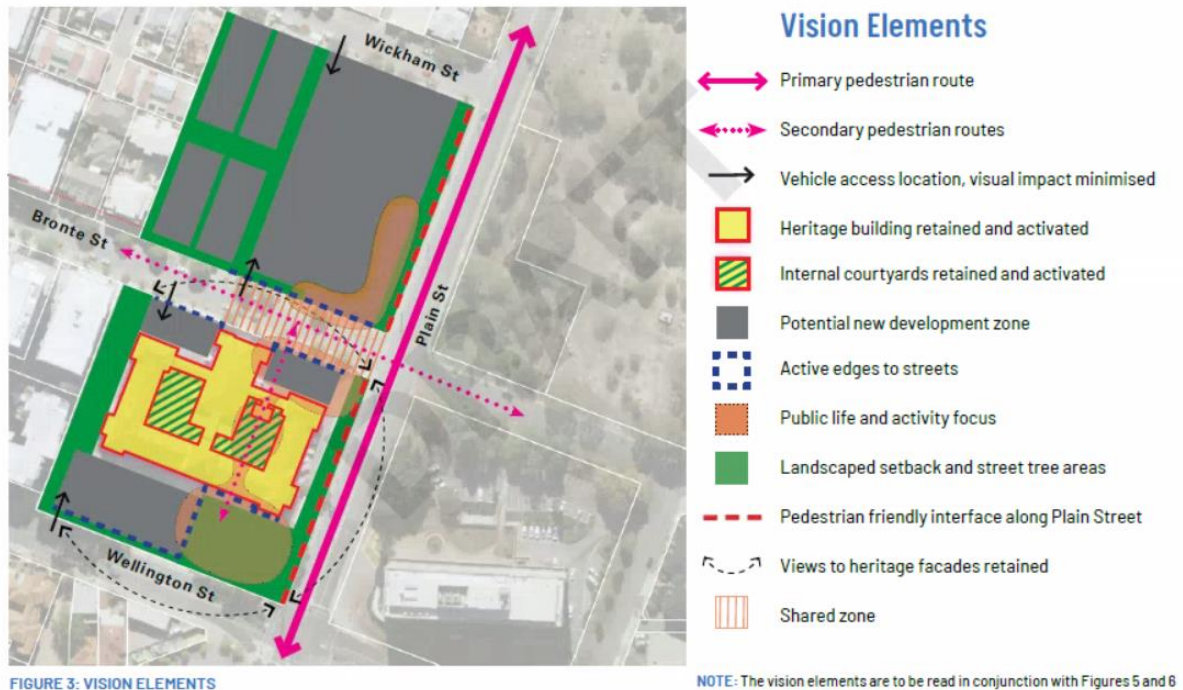 Vision Elements
Wickham St
Bronte St
Plain St
Wellington St
Primary pedestrian route
Secondary pedestrian routes
Vehicle access location, visual impact minimised
Heritage building retained and activated
Internal courtyards retained and activated
Potential new development zone
Active edges to streets
Public life and activity focus
Landscaped setback and street tree areas
Pedestrian friendly interface along Plain Street
Views to heritage facades retained
Shared zone
FIGURE 3: VISION ELEMENTS
NOTE: The vision elements are to be read in conjunction with Figures 5 and 6